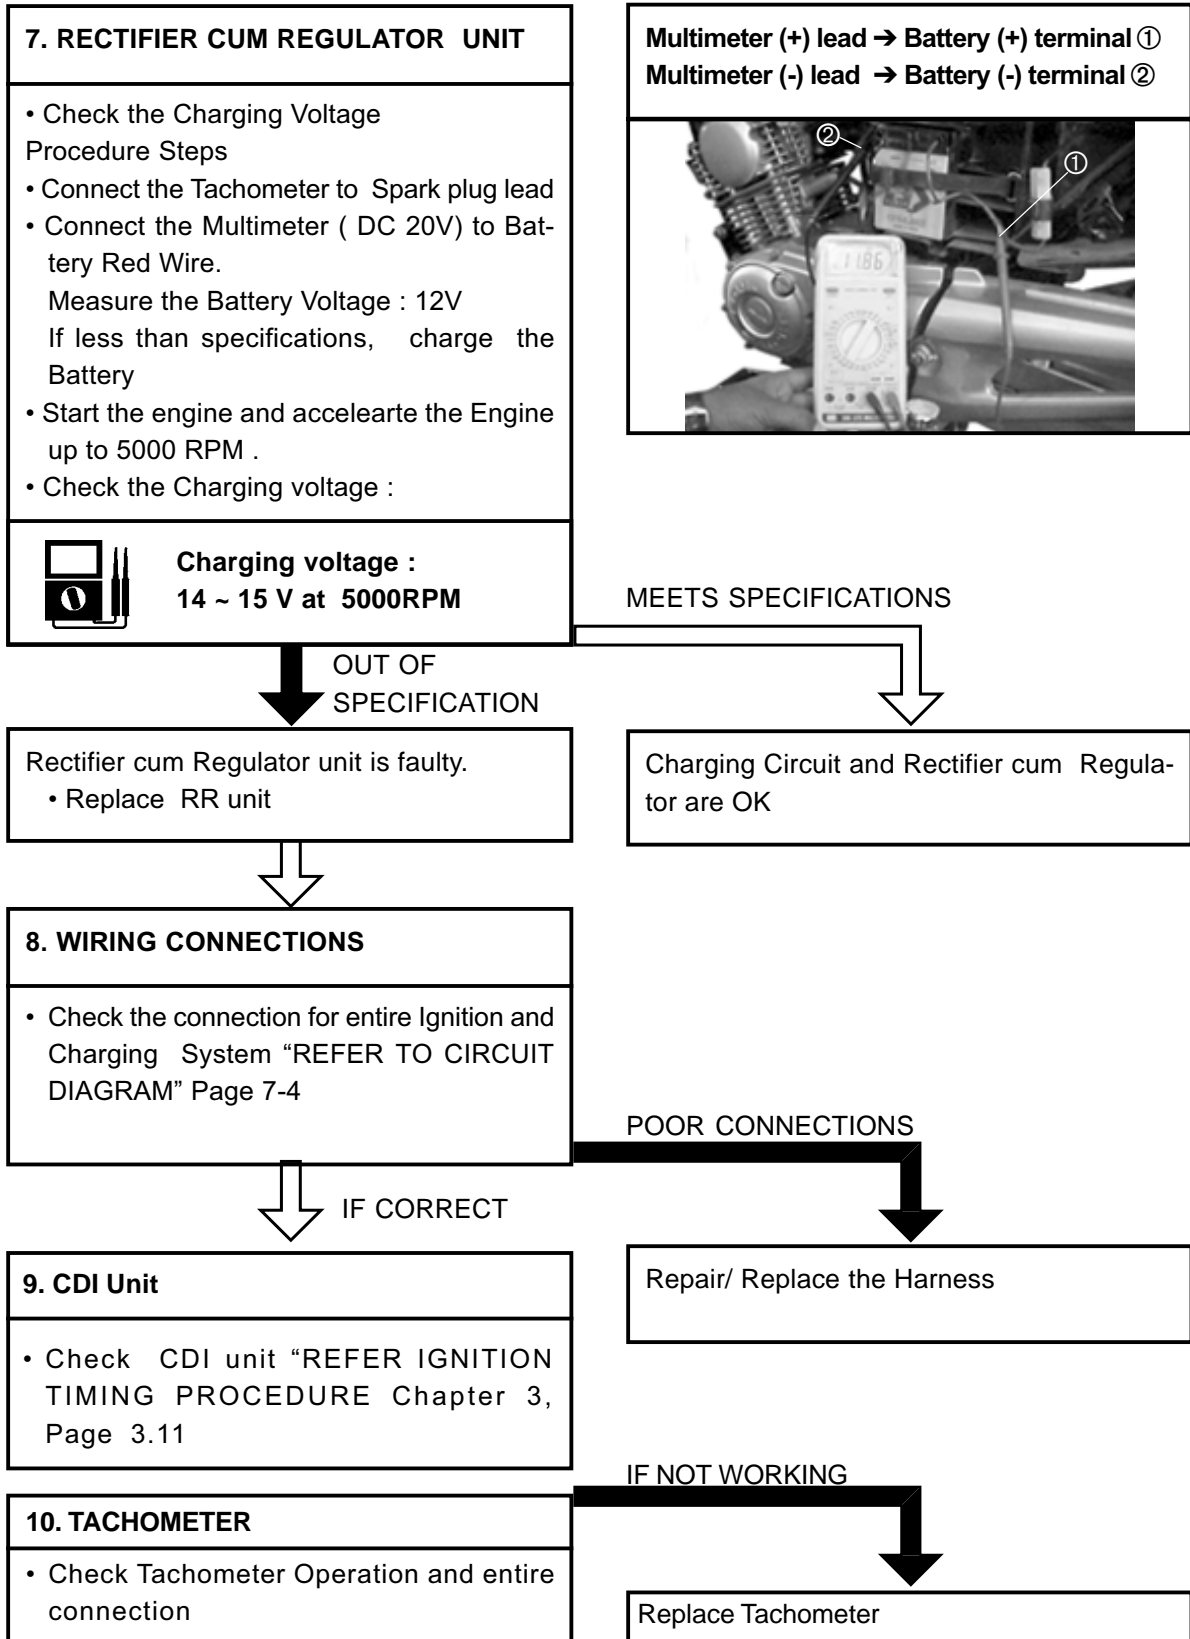 7. RECTIFIER CUM REGULATOR UNIT
• Check the Charging Voltage
Procedure Steps
• Connect the Tachometer to Spark plug lead
• Connect the Multimeter ( DC 20V) to Bat-
tery Red Wire.
Measure the Battery Voltage : 12V
If less than specifications, charge the
Battery
• Start the engine and accelearte the Engine
up to 5000 RPM .
• Check the Charging voltage :
Charging voltage :
14 ~ 15 V at 5000RPM
Multimeter (+) lead ➔ Battery (+) terminal ①
Multimeter (-) lead ➔ Battery (-) terminal ②
②
①
11.86
MEETS SPECIFICATIONS
OUT OF
SPECIFICATION
Rectifier cum Regulator unit is faulty.
• Replace RR unit
Charging Circuit and Rectifier cum Regula-
tor are OK
8. WIRING CONNECTIONS
• Check the connection for entire Ignition and
Charging System “REFER TO CIRCUIT
DIAGRAM” Page 7-4
POOR CONNECTIONS
IF CORRECT
Repair/ Replace the Harness
9. CDI Unit
• Check CDI unit “REFER IGNITION
TIMING PROCEDURE Chapter 3,
Page 3.11
IF NOT WORKING
10. TACHOMETER
• Check Tachometer Operation and entire
connection
Replace Tachometer